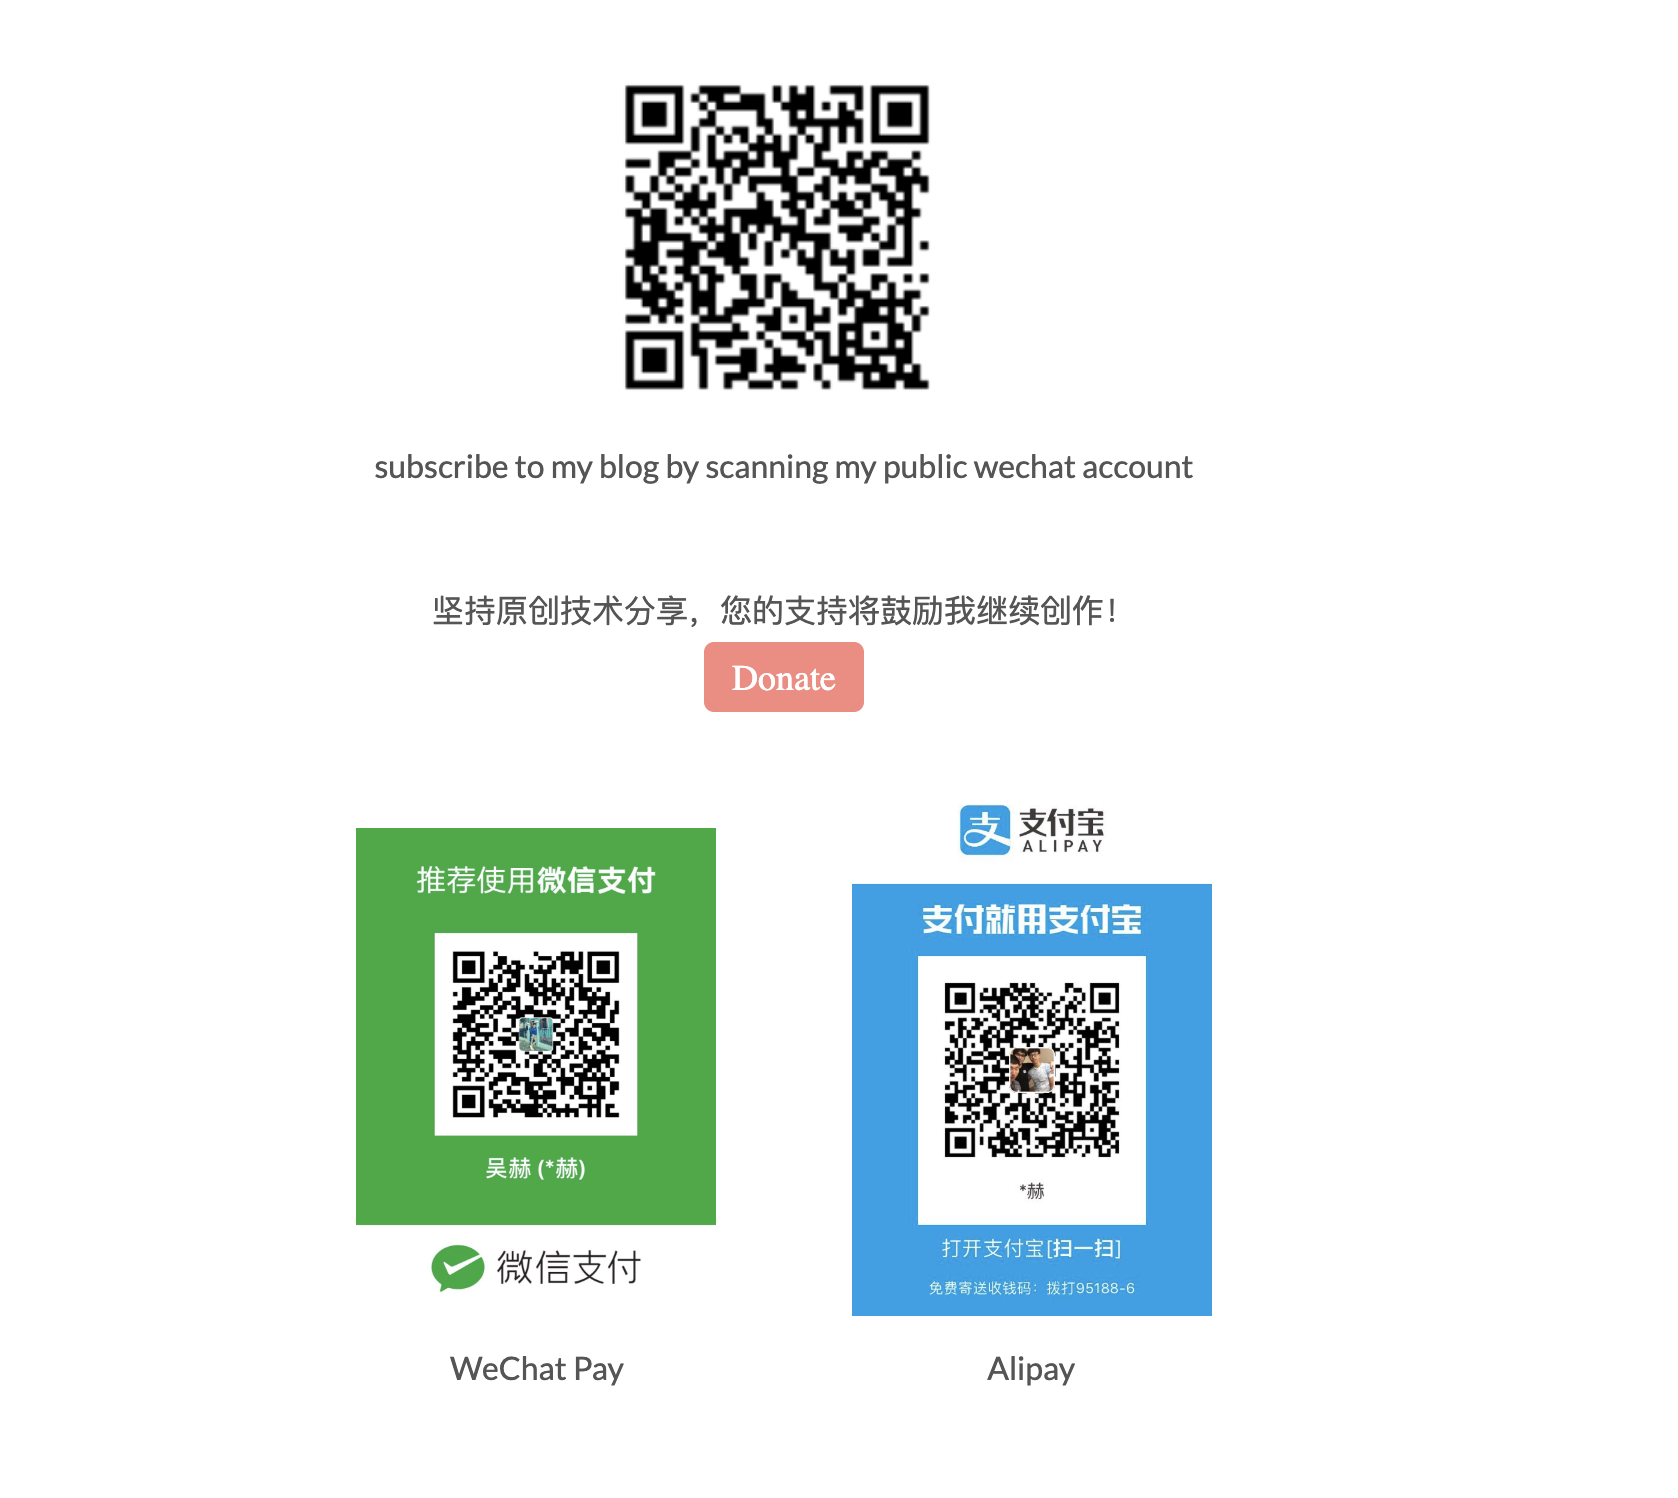 subscribe to my blog by scanning my public wechat account
坚持原创技术分享，您的支持将鼓励我继续创作！
Donate
推荐使用微信支付
吴赫 (*赫)
微信支付
WeChat Pay
支付宝
ALIPAY
支付就用支付宝
*赫
打开支付宝[扫一扫]
免费寄送收钱码：拨打95188-6
Alipay